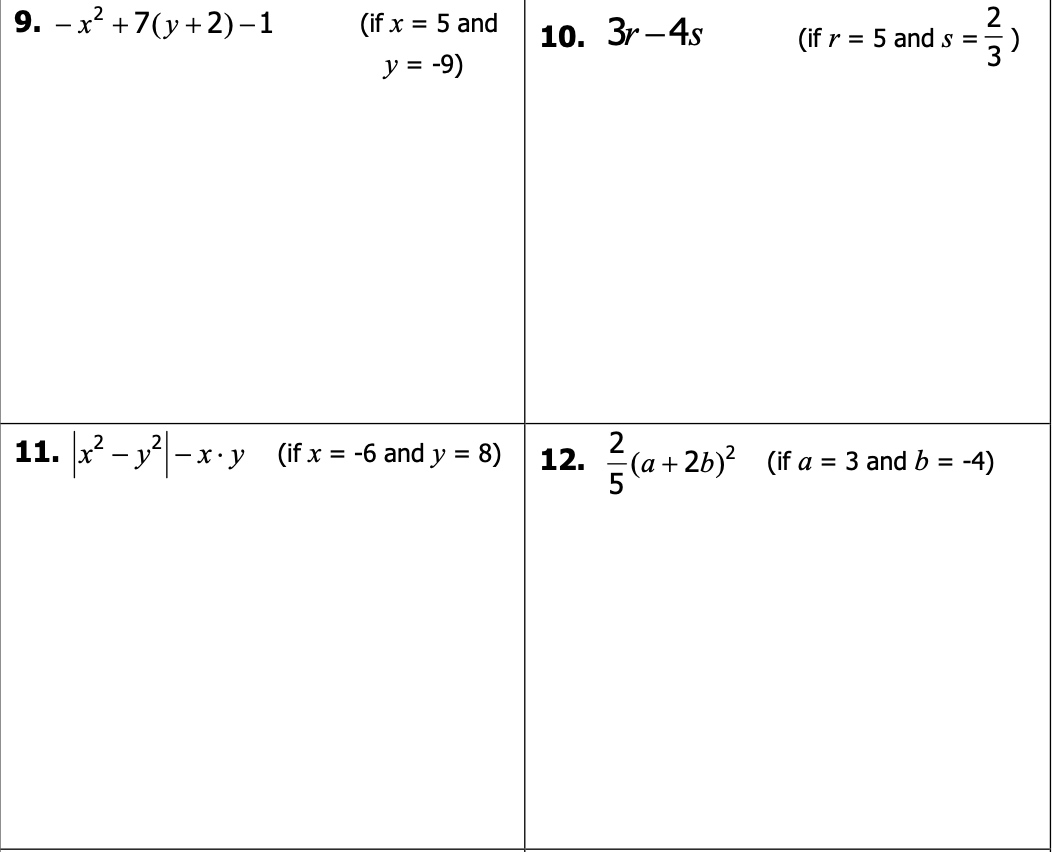 9. −x² + 7(y + 2) − 1 (if x = 5 and
y = -9)
10. 3r − 4s (if r = 5 and s = 2/3)
11. |x² − y²| − x · y (if x = -6 and y = 8)
12. 2/5(a + 2b)² (if a = 3 and b = -4)